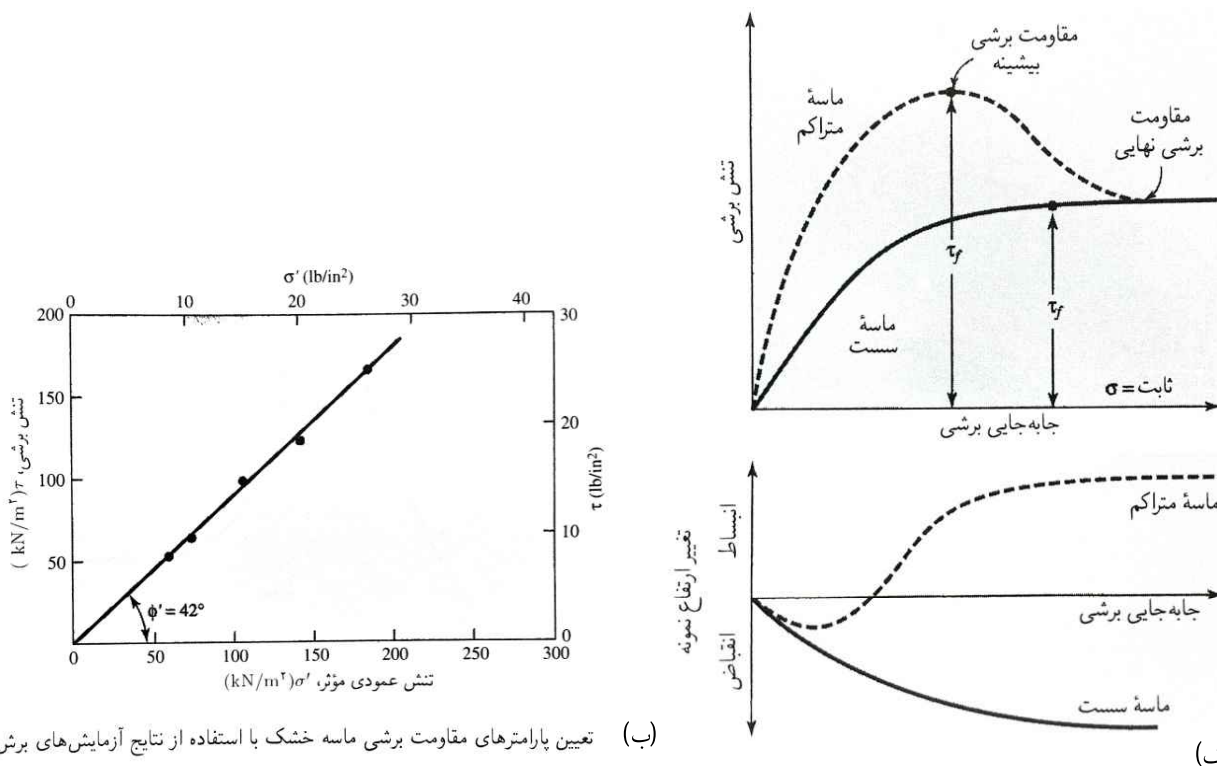 مقاومت برشی
بیشینه
ماسهٔ
متراکم
مقاومت
برشی نهایی
تنش برشی
τf
τf
ماسهٔ
سست
σ = ثابت
جابه‌جایی برشی
انبساط
ماسهٔ متراکم
تغییر ارتفاع نمونه
جابه‌جایی برشی
انقباض
ماسهٔ سست
σ′ (lb/in²)
0 10 20 30 40
200 30
150
20
تنش برشی، τ(kN/m²)
100
τ (lb/in²)
10
50
ϕ′ = 42°
0
0 50 100 150 200 250 300
تنش عمودی مؤثر، σ′(kN/m²)
(ب) تعیین پارامترهای مقاومت برشی ماسه خشک با استفاده از نتایج آزمایش‌های برش